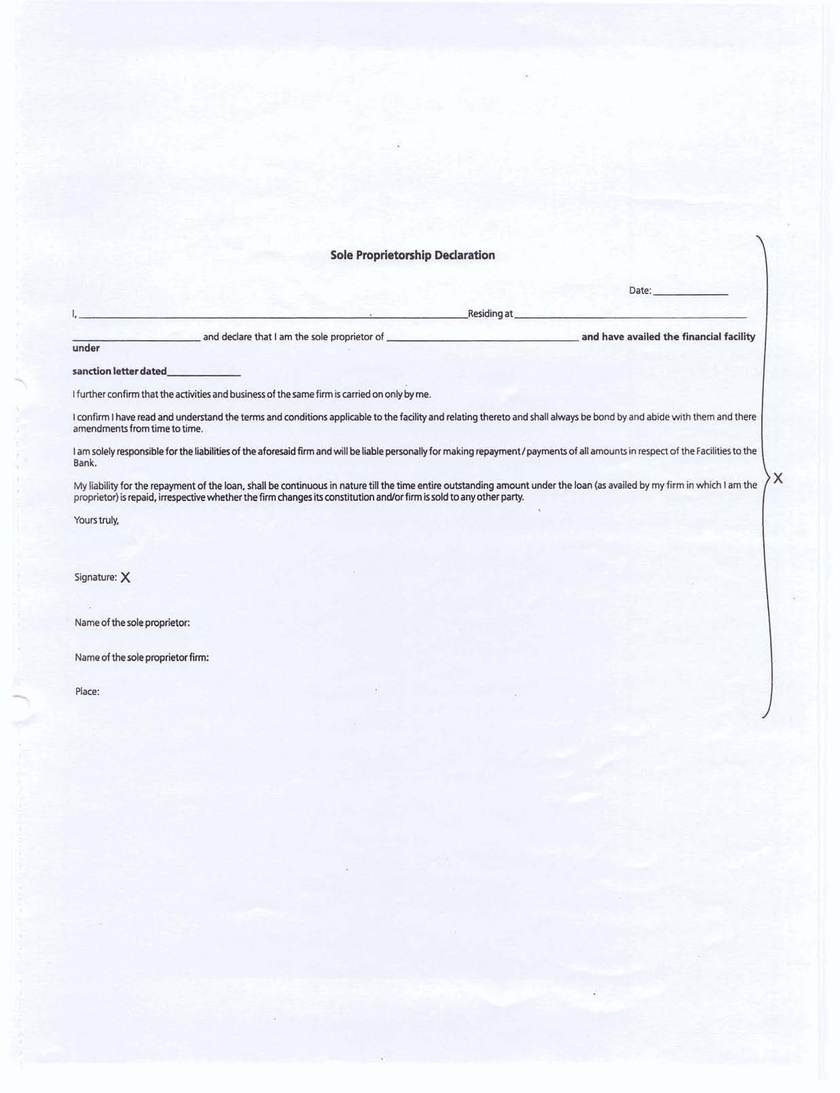 Sole Proprietorship Declaration
Date: ____________
I, ______________________________________________Residing at ______________________________
____________________ and declare that I am the sole proprietor of ______________________________ and have availed the financial facility
under
sanction letter dated____________
I further confirm that the activities and business of the same firm is carried on only by me.
I confirm I have read and understand the terms and conditions applicable to the facility and relating thereto and shall always be bond by and abide with them and there
amendments from time to time.
I am solely responsible for the liabilities of the aforesaid firm and will be liable personally for making repayment/payments of all amounts in respect of the Facilities to the
Bank.
X
My liability for the repayment of the loan, shall be continuous in nature till the time entire outstanding amount under the loan (as availed by my firm in which I am the
proprietor) is repaid, irrespective whether the firm changes its constitution and/or firm is sold to any other party.
Yours truly,
Signature: X
Name of the sole proprietor:
Name of the sole proprietor firm:
Place: